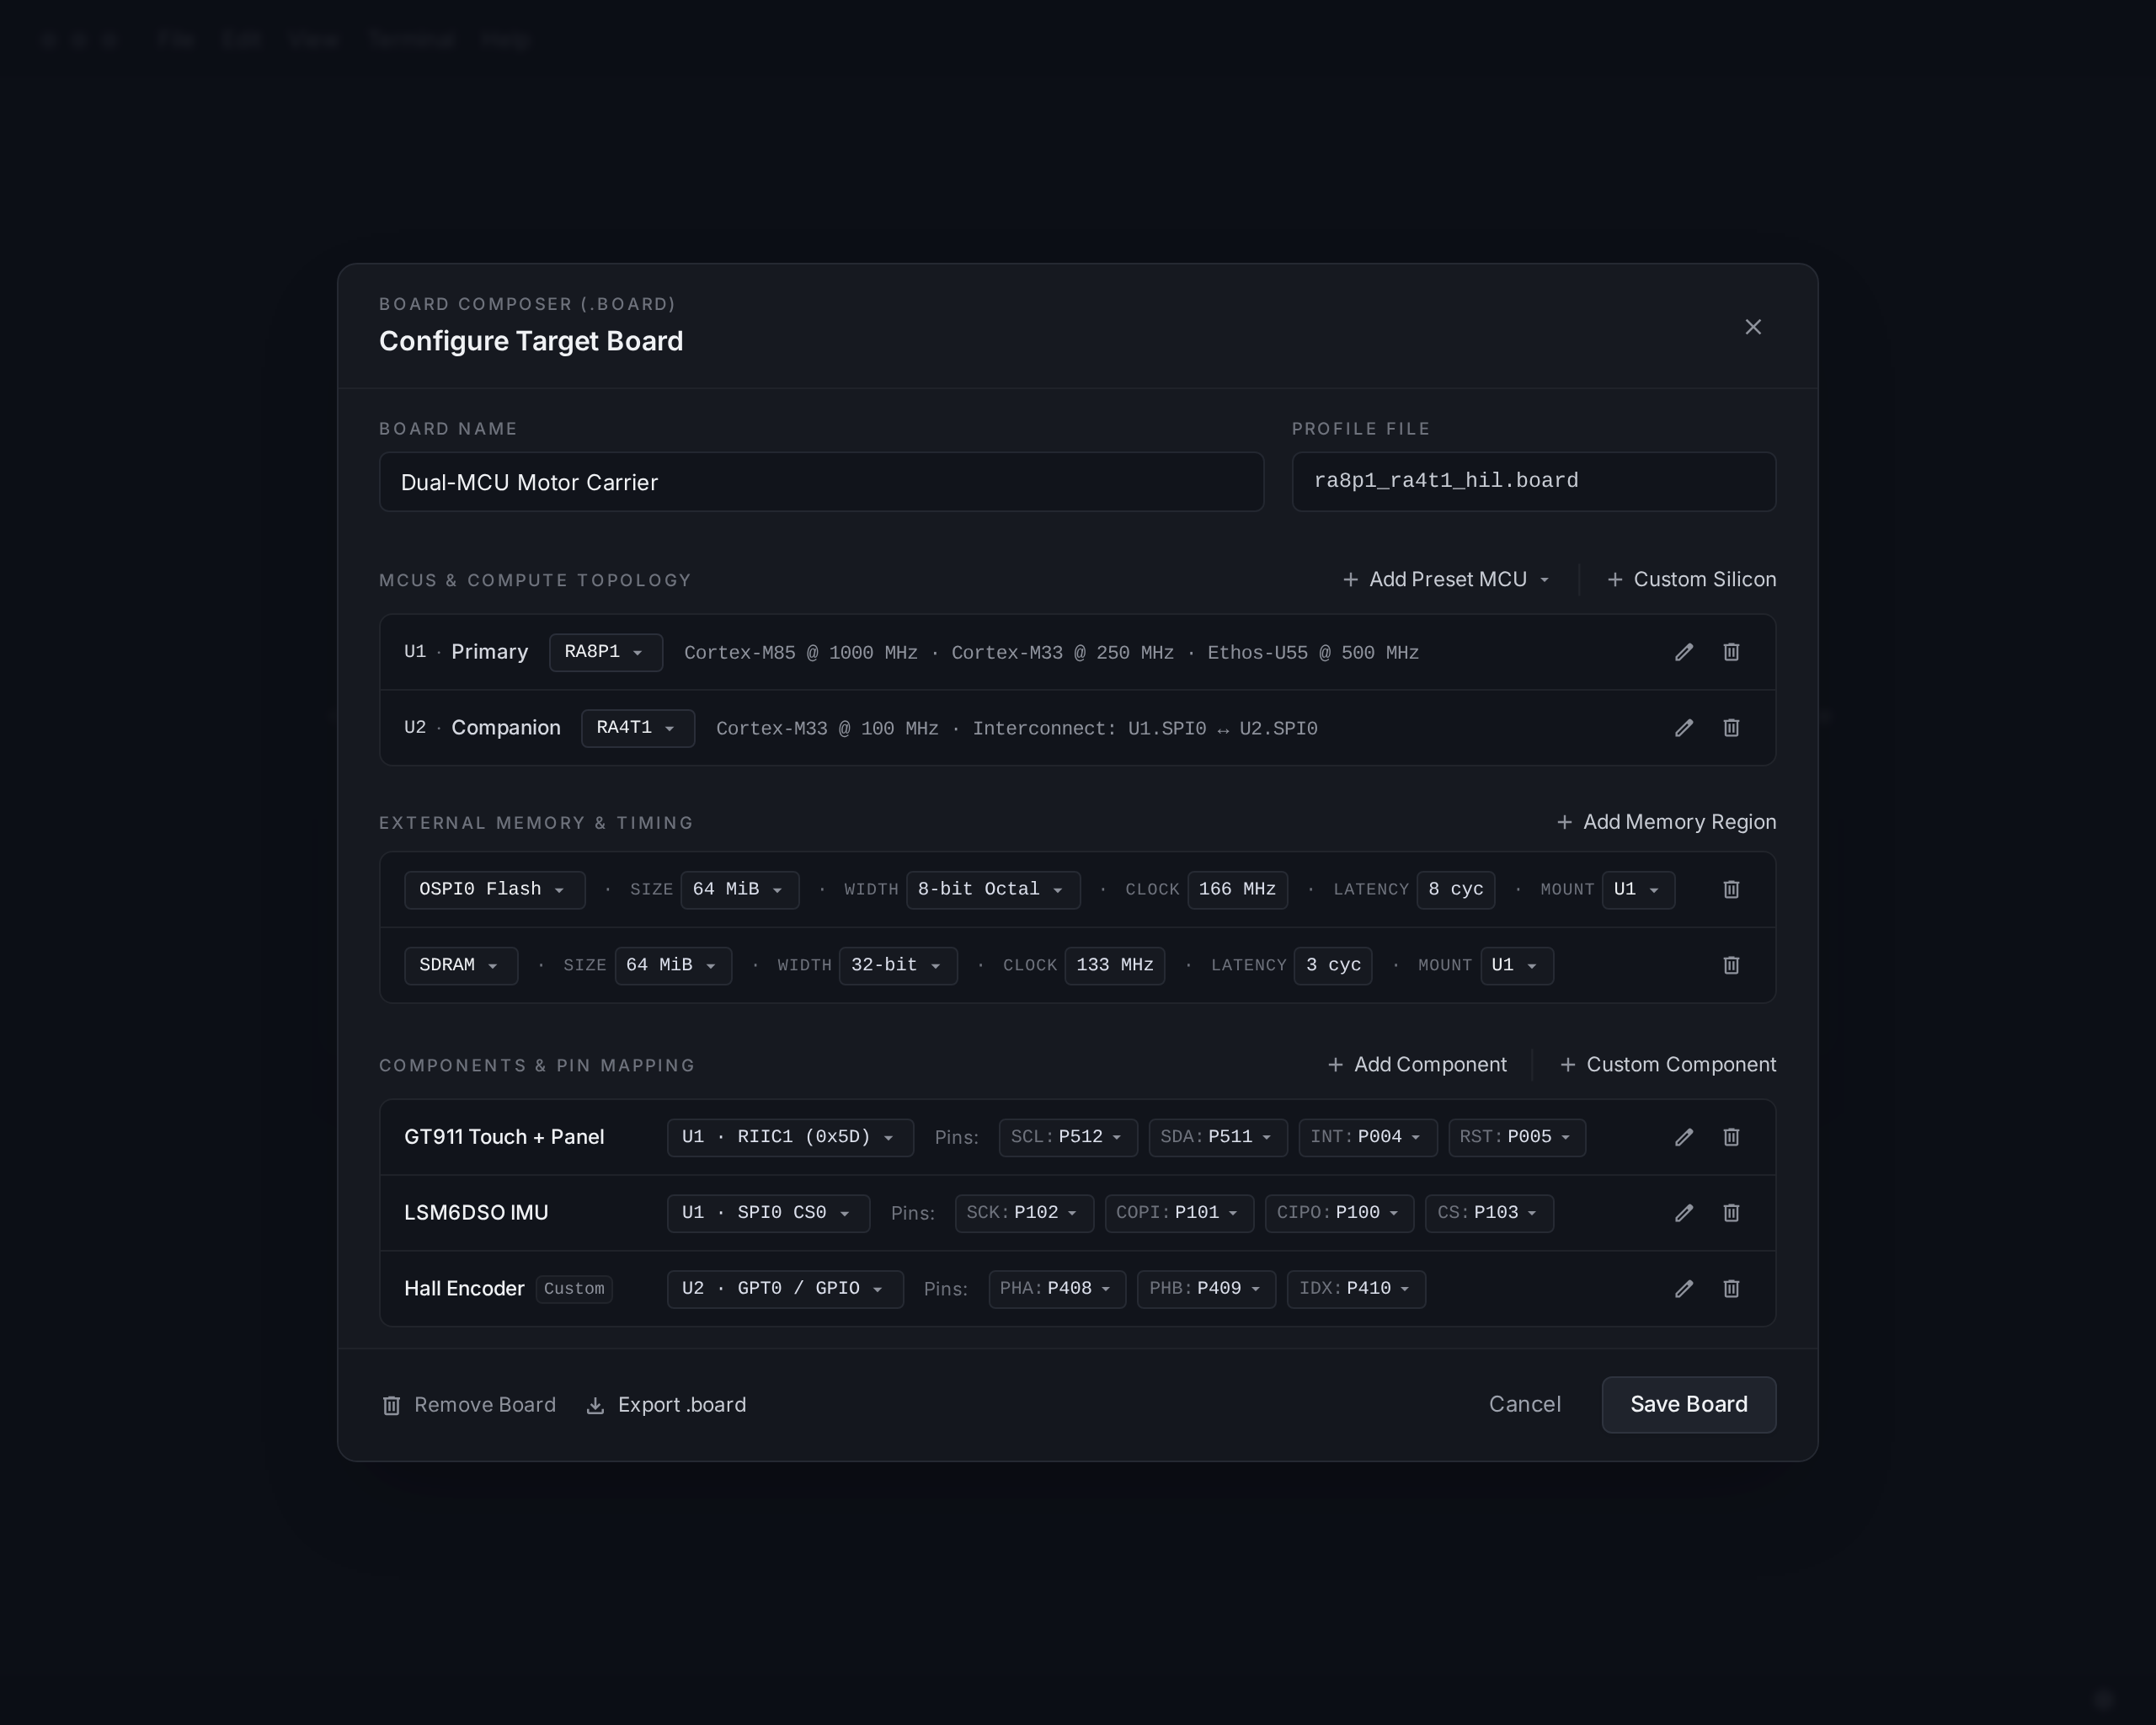 File Edit View Terminal Help
BOARD COMPOSER (.BOARD)
Configure Target Board
BOARD NAME
PROFILE FILE
Dual-MCU Motor Carrier
ra8p1_ra4t1_hil.board
MCUS & COMPUTE TOPOLOGY
Add Preset MCU
Custom Silicon
U1 · Primary RA8P1 Cortex-M85 @ 1000 MHz · Cortex-M33 @ 250 MHz · Ethos-U55 @ 500 MHz
U2 · Companion RA4T1 Cortex-M33 @ 100 MHz · Interconnect: U1.SPI0 ↔ U2.SPI0
EXTERNAL MEMORY & TIMING
Add Memory Region
OSPI0 Flash · SIZE 64 MiB · WIDTH 8-bit Octal · CLOCK 166 MHz · LATENCY 8 cyc · MOUNT U1
SDRAM · SIZE 64 MiB · WIDTH 32-bit · CLOCK 133 MHz · LATENCY 3 cyc · MOUNT U1
COMPONENTS & PIN MAPPING
Add Component
Custom Component
GT911 Touch + Panel U1 · RIIC1 (0x5D) Pins: SCL: P512 SDA: P511 INT: P004 RST: P005
LSM6DSO IMU U1 · SPI0 CS0 Pins: SCK: P102 COPI: P101 CIPO: P100 CS: P103
Hall Encoder Custom U2 · GPT0 / GPIO Pins: PHA: P408 PHB: P409 IDX: P410
Remove Board
Export .board
Cancel
Save Board